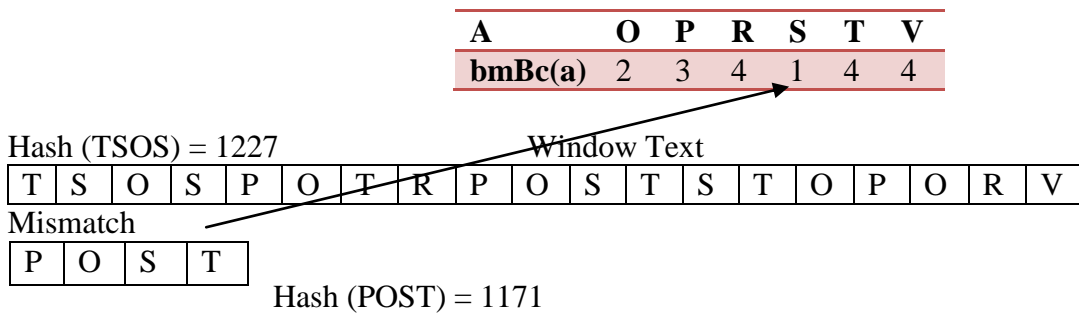 A O P R S T V
bmBc(a) 2 3 4 1 4 4
Hash (TSOS) = 1227 Window Text
T S O S P O T R P O S T S T O P O R V
Mismatch
P O S T
Hash (POST) = 1171